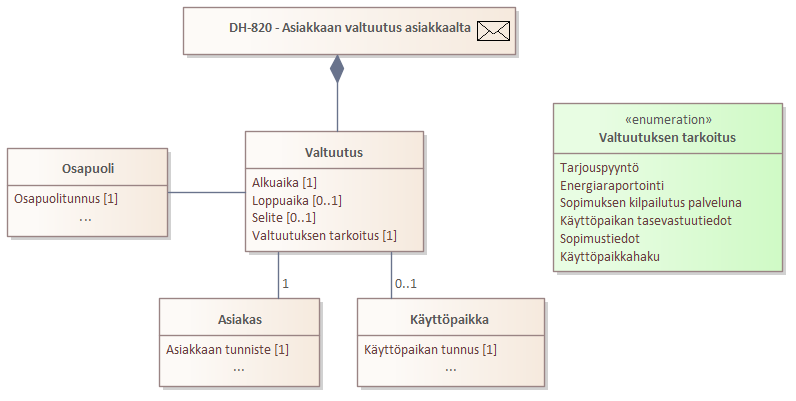 DH-820 - Asiakkaan valtuutus asiakkaalta
Osapuoli
Osapuolitunnus [1]
...
Valtuutus
Alkuaika [1]
Loppuaika [0..1]
Selite [0..1]
Valtuutuksen tarkoitus [1]
«enumeration»
Valtuutuksen tarkoitus
Tarjouspyyntö
Energiaraportointi
Sopimuksen kilpailutus palveluna
Käyttöpaikan tasevastuutiedot
Sopimustiedot
Käyttöpaikkahaku
1
0..1
Asiakas
Asiakkaan tunniste [1]
...
Käyttöpaikka
Käyttöpaikan tunnus [1]
...